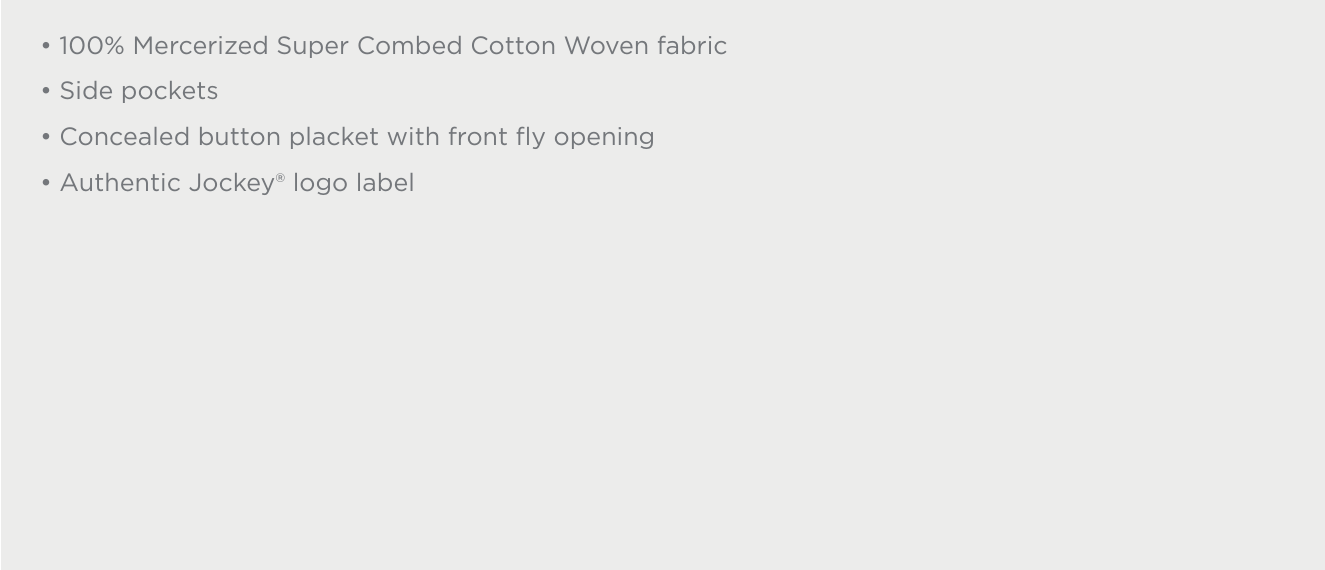 • 100% Mercerized Super Combed Cotton Woven fabric
• Side pockets
• Concealed button placket with front fly opening
• Authentic Jockey® logo label